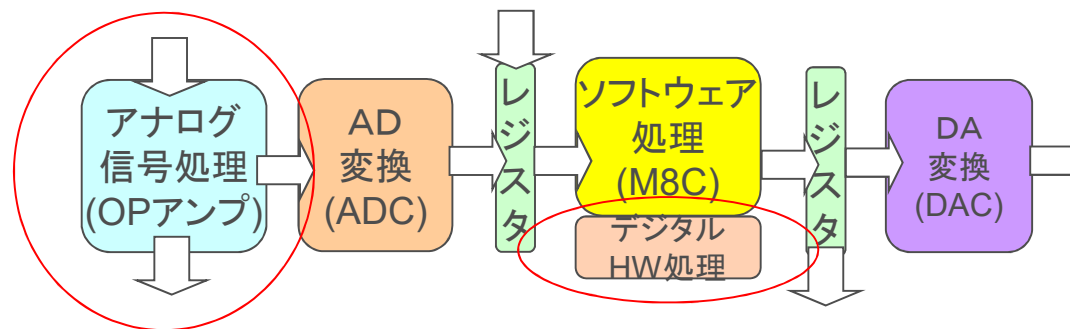 アナログ
信号処理
(OPアンプ)
AD
変換
(ADC)
レジスタ
ソフトウェア
処理
(M8C)
デジタル
HW処理
レジスタ
DA
変換
(DAC)